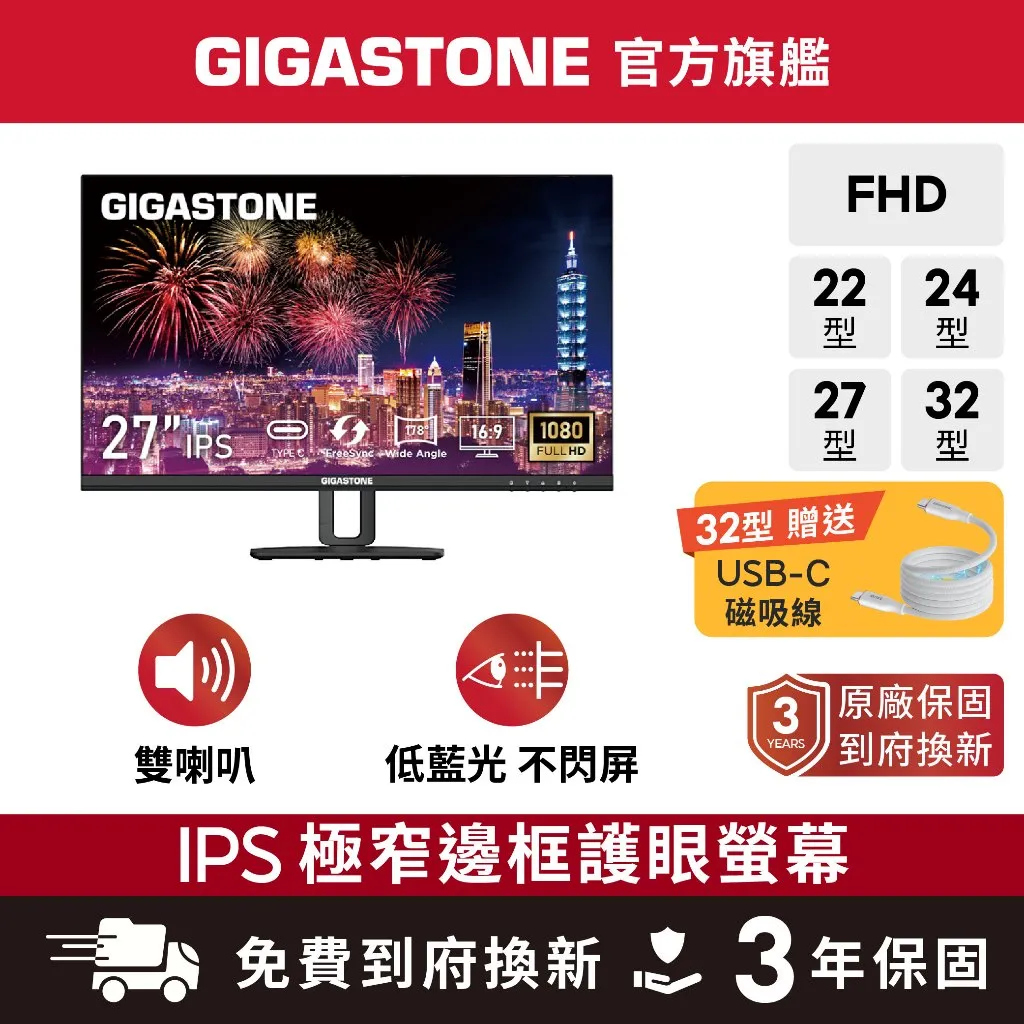 GIGASTONE 官方旗艦
GIGASTONE
27” IPS
TYPE C
FreeSync
178°
Wide Angle
16:9
1080
FULL HD
GIGASTONE
FHD
22
型
24
型
27
型
32
型
32型 贈送
USB-C
磁吸線
雙喇叭
低藍光 不閃屏
3
YEARS
原廠保固
到府換新
IPS 極窄邊框護眼螢幕
免費到府換新
3年保固